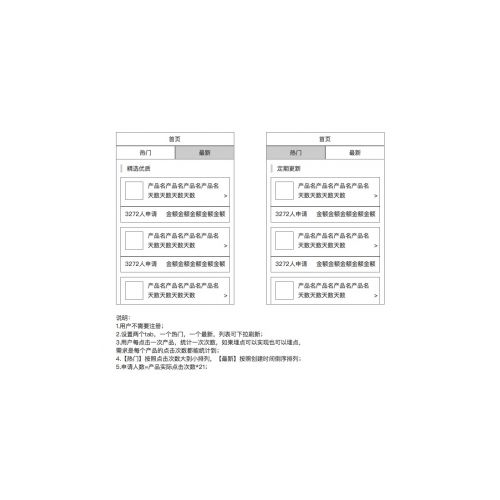 首页
热门
最新
精选优质
产品名产品名产品名产品名
天数天数天数天数
>
3272人申请
金额金额金额金额金额
产品名产品名产品名产品名
天数天数天数天数
>
3272人申请
金额金额金额金额金额
产品名产品名产品名产品名
天数天数天数天数
>
首页
热门
最新
定期更新
产品名产品名产品名产品名
天数天数天数天数
>
3272人申请
金额金额金额金额金额
产品名产品名产品名产品名
天数天数天数天数
>
3272人申请
金额金额金额金额金额
产品名产品名产品名产品名
天数天数天数天数
>
说明：
1.用户不需要注册；
2.设置两个tab，一个热门，一个最新，列表可下拉刷新；
3.用户每点击一次产品，统计一次次数，如果埋点可以实现也可以埋点，
需求是每个产品的点击次数要能统计到；
4.【热门】按照点击次数大到小排列，【最新】按照创建时间倒序排列；
5.申请人数=产品实际点击次数*21；